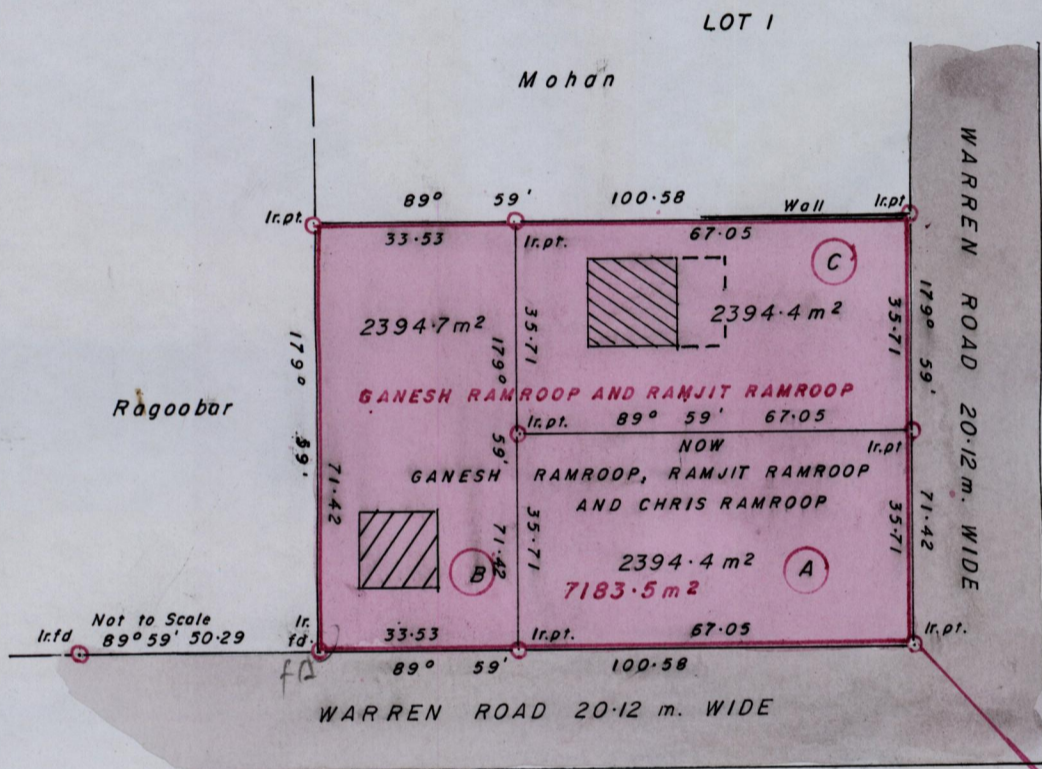 LOT 1
Mohan
89° 59' 100·58
Ir.pt. Wall Ir.pt
33.53 Ir.pt. 67.05
C
2394·7m² 2394·4m²
35·71
179° 59'
71·42
35·71
179° 59'
71·42
WARREN ROAD 20·12m. WIDE
GANESH RAMROOP AND RAMJIT RAMROOP
Ragoobar
179° 59'
71·42
Ir.pt. 89° 59' 67.05
NOW Ir.pt
GANESH RAMROOP, RAMJIT RAMROOP
AND CHRIS RAMROOP
35·71
35·71
2394·4m²
7183·5m²
A
B
Not to Scale
Ir.fd 89°59' 50·29 Ir. fd.
33.53 Ir.pt. 67.05 Ir.pt.
89° 59' 100·58
WARREN ROAD 20·12 m. WIDE